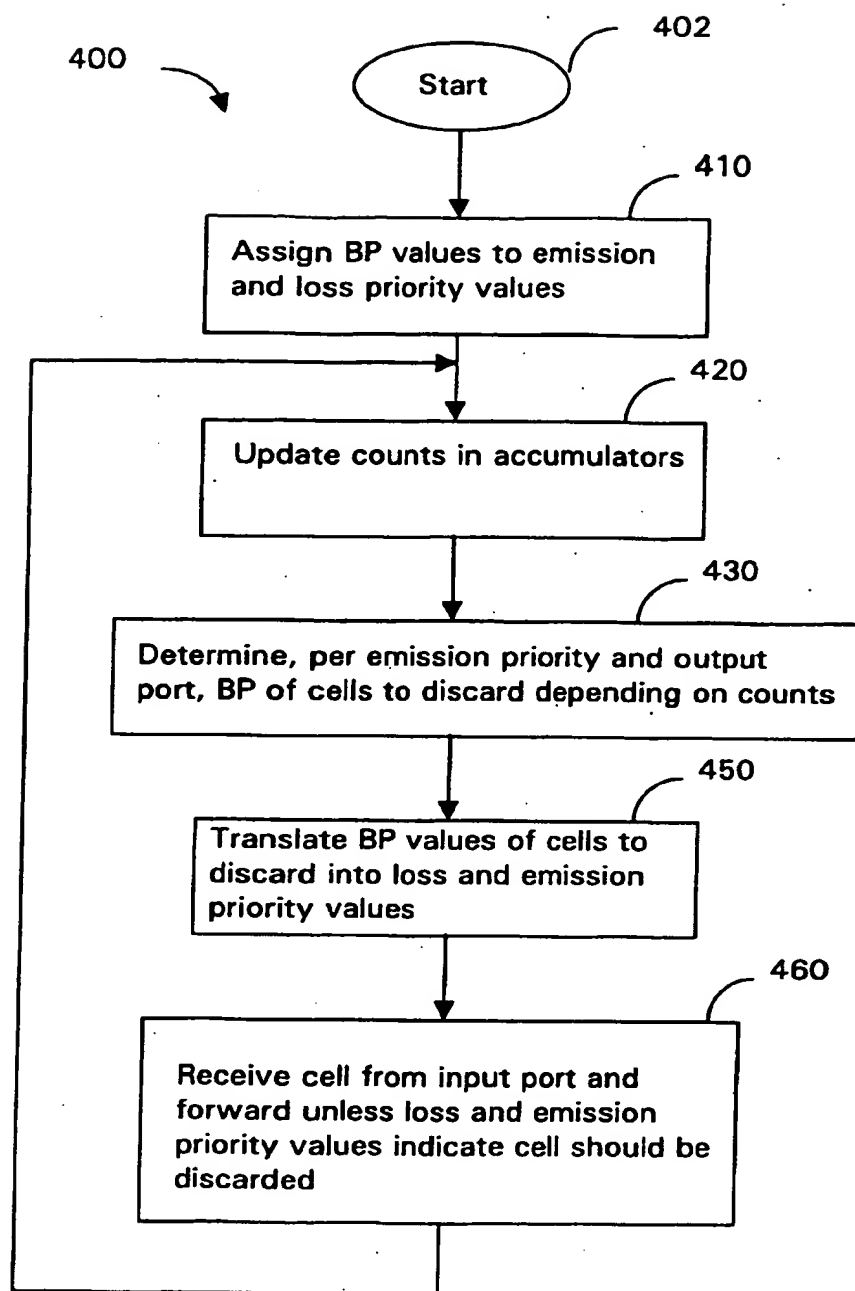 402
400
Start
410
Assign BP values to emission
and loss priority values
420
Update counts in accumulators
430
Determine, per emission priority and output
port, BP of cells to discard depending on counts
450
Translate BP values of cells to
discard into loss and emission
priority values
460
Receive cell from input port and
forward unless loss and emission
priority values indicate cell should be
discarded